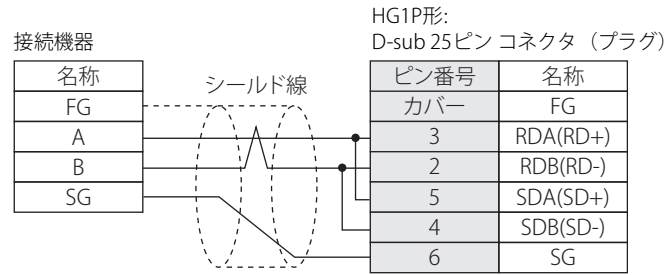 HG1P形:
接続機器
D-sub 25ピン コネクタ（プラグ）
名称
シールド線
ピン番号 名称
FG
カバー FG
A
3 RDA(RD+)
B
2 RDB(RD-)
SG
5 SDA(SD+)
4 SDB(SD-)
6 SG